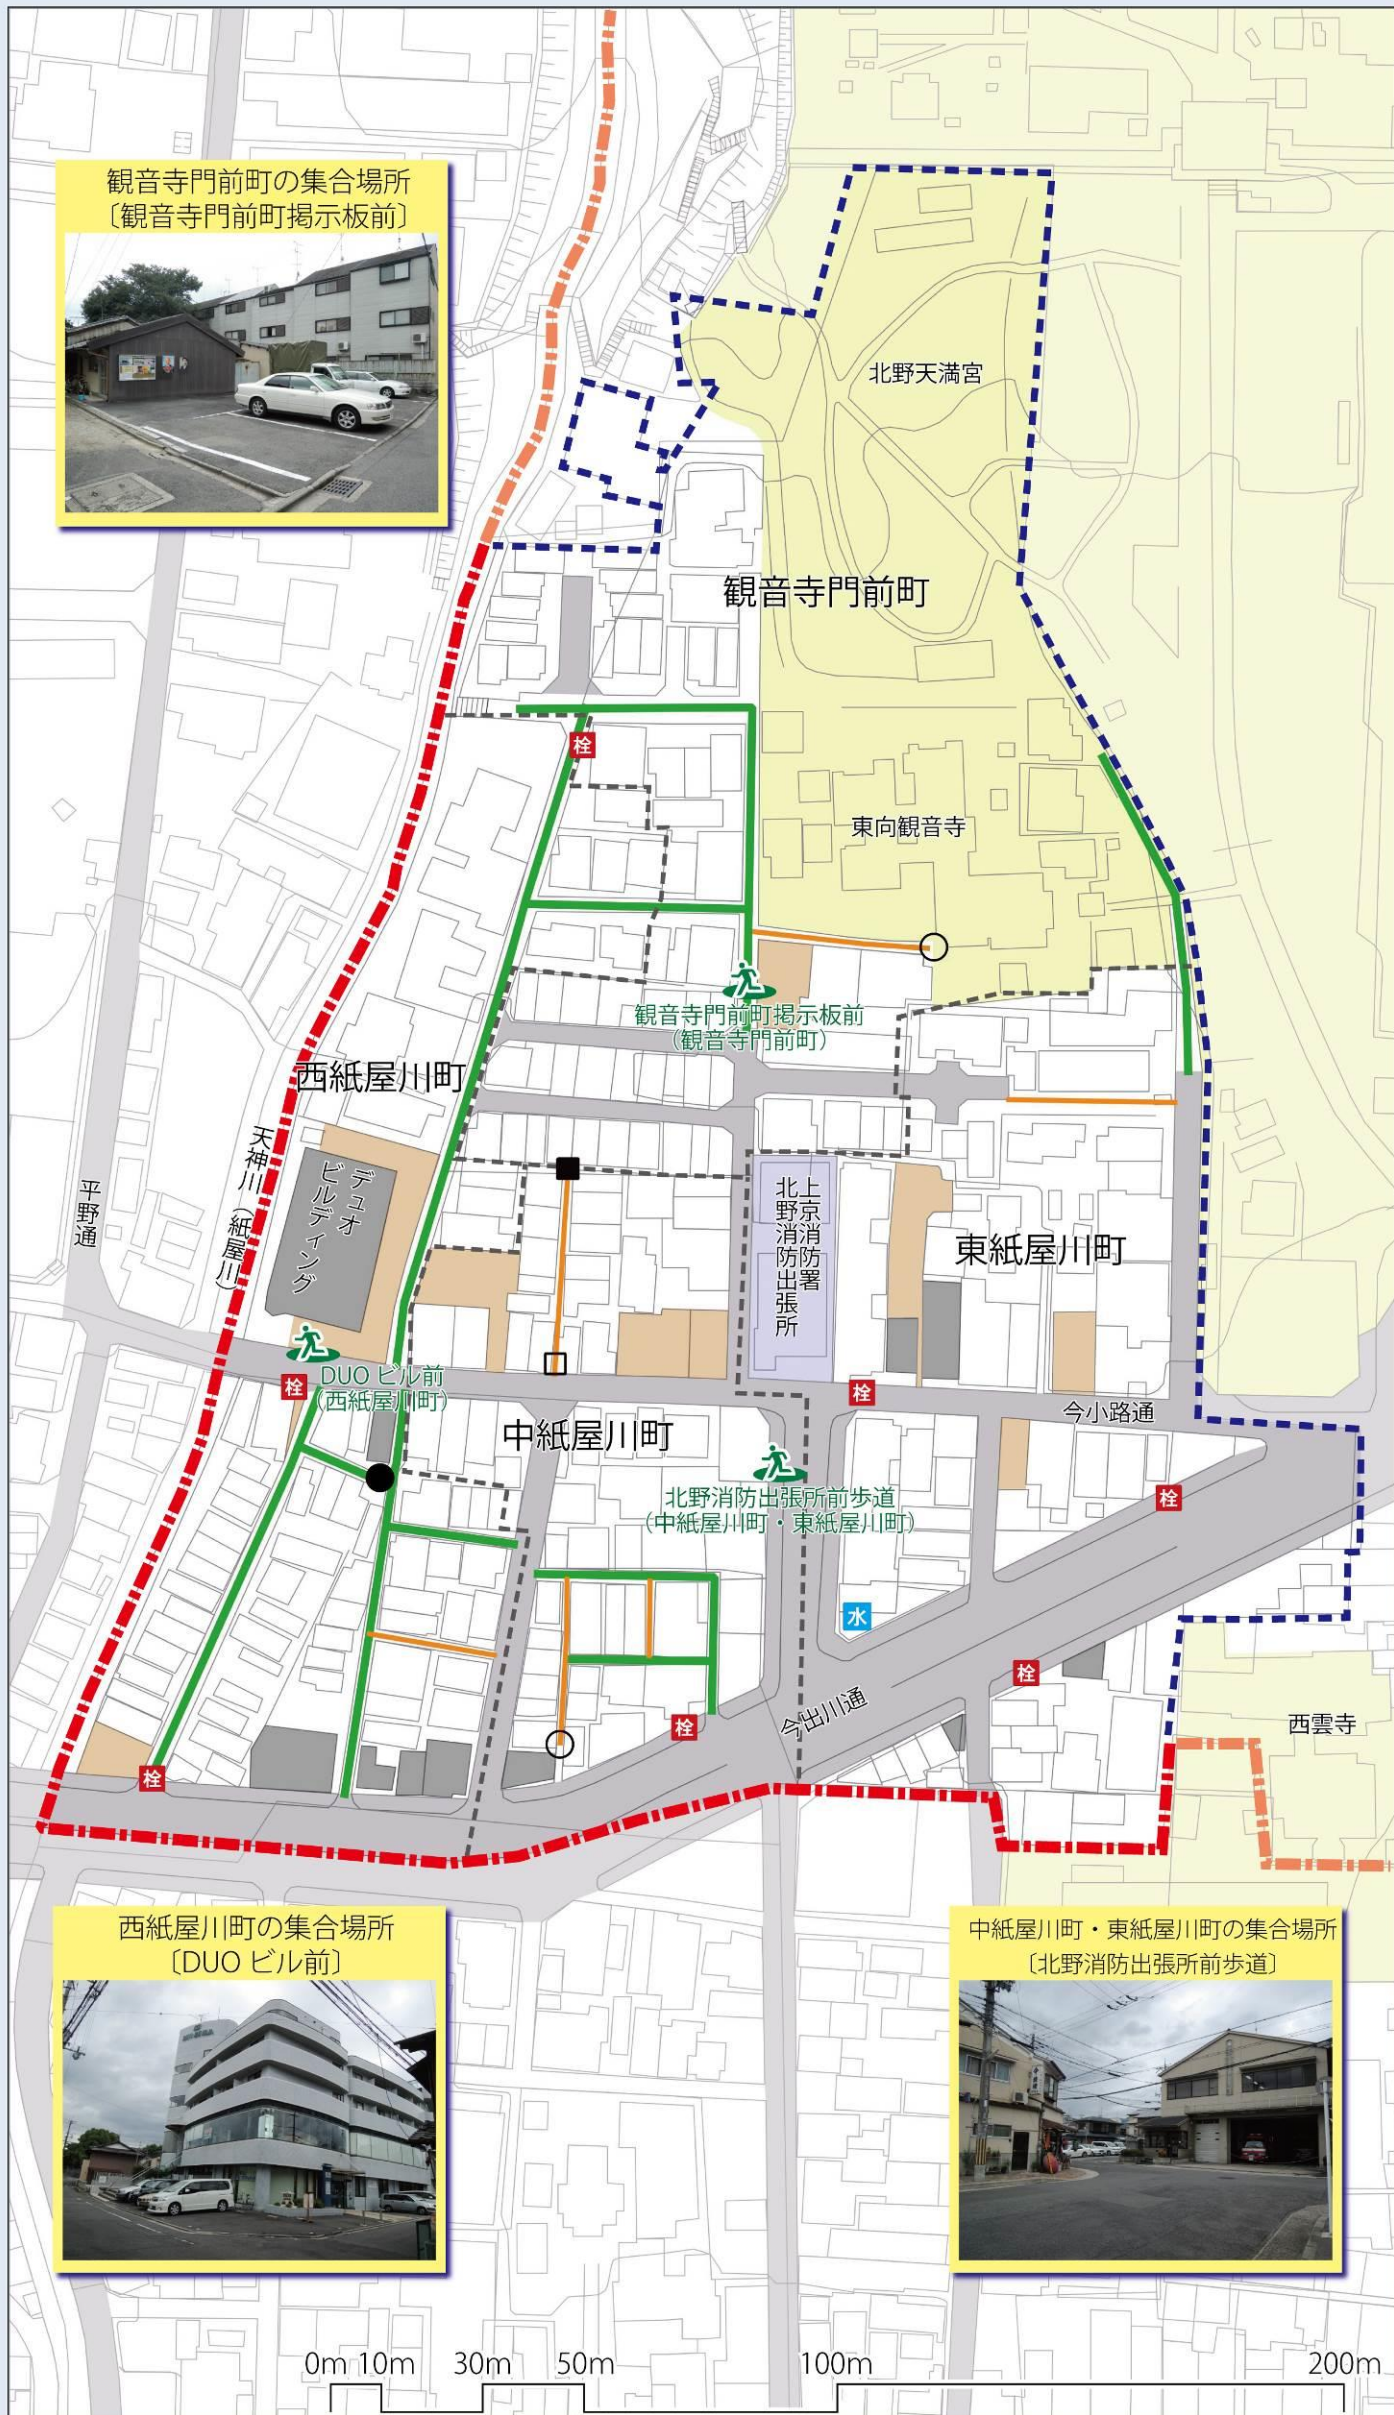 観音寺門前町の集合場所
〔観音寺門前町掲示板前〕
北野天満宮
観音寺門前町
栓
東向観音寺
観音寺門前町掲示板前
（観音寺門前町）
西紙屋川町
天神川（紙屋川）
平野通
デュオ
ビルディング
上京消防署
北野消防出張所
東紙屋川町
DUO ビル前
（西紙屋川町）
栓
栓
今小路通
中紙屋川町
北野消防出張所前歩道
（中紙屋川町・東紙屋川町）
栓
水
栓
今出川通
栓
西雲寺
栓
西紙屋川町の集合場所
〔DUO ビル前〕
中紙屋川町・東紙屋川町の集合場所
〔北野消防出張所前歩道〕
0m 10m 30m 50m 100m 200m